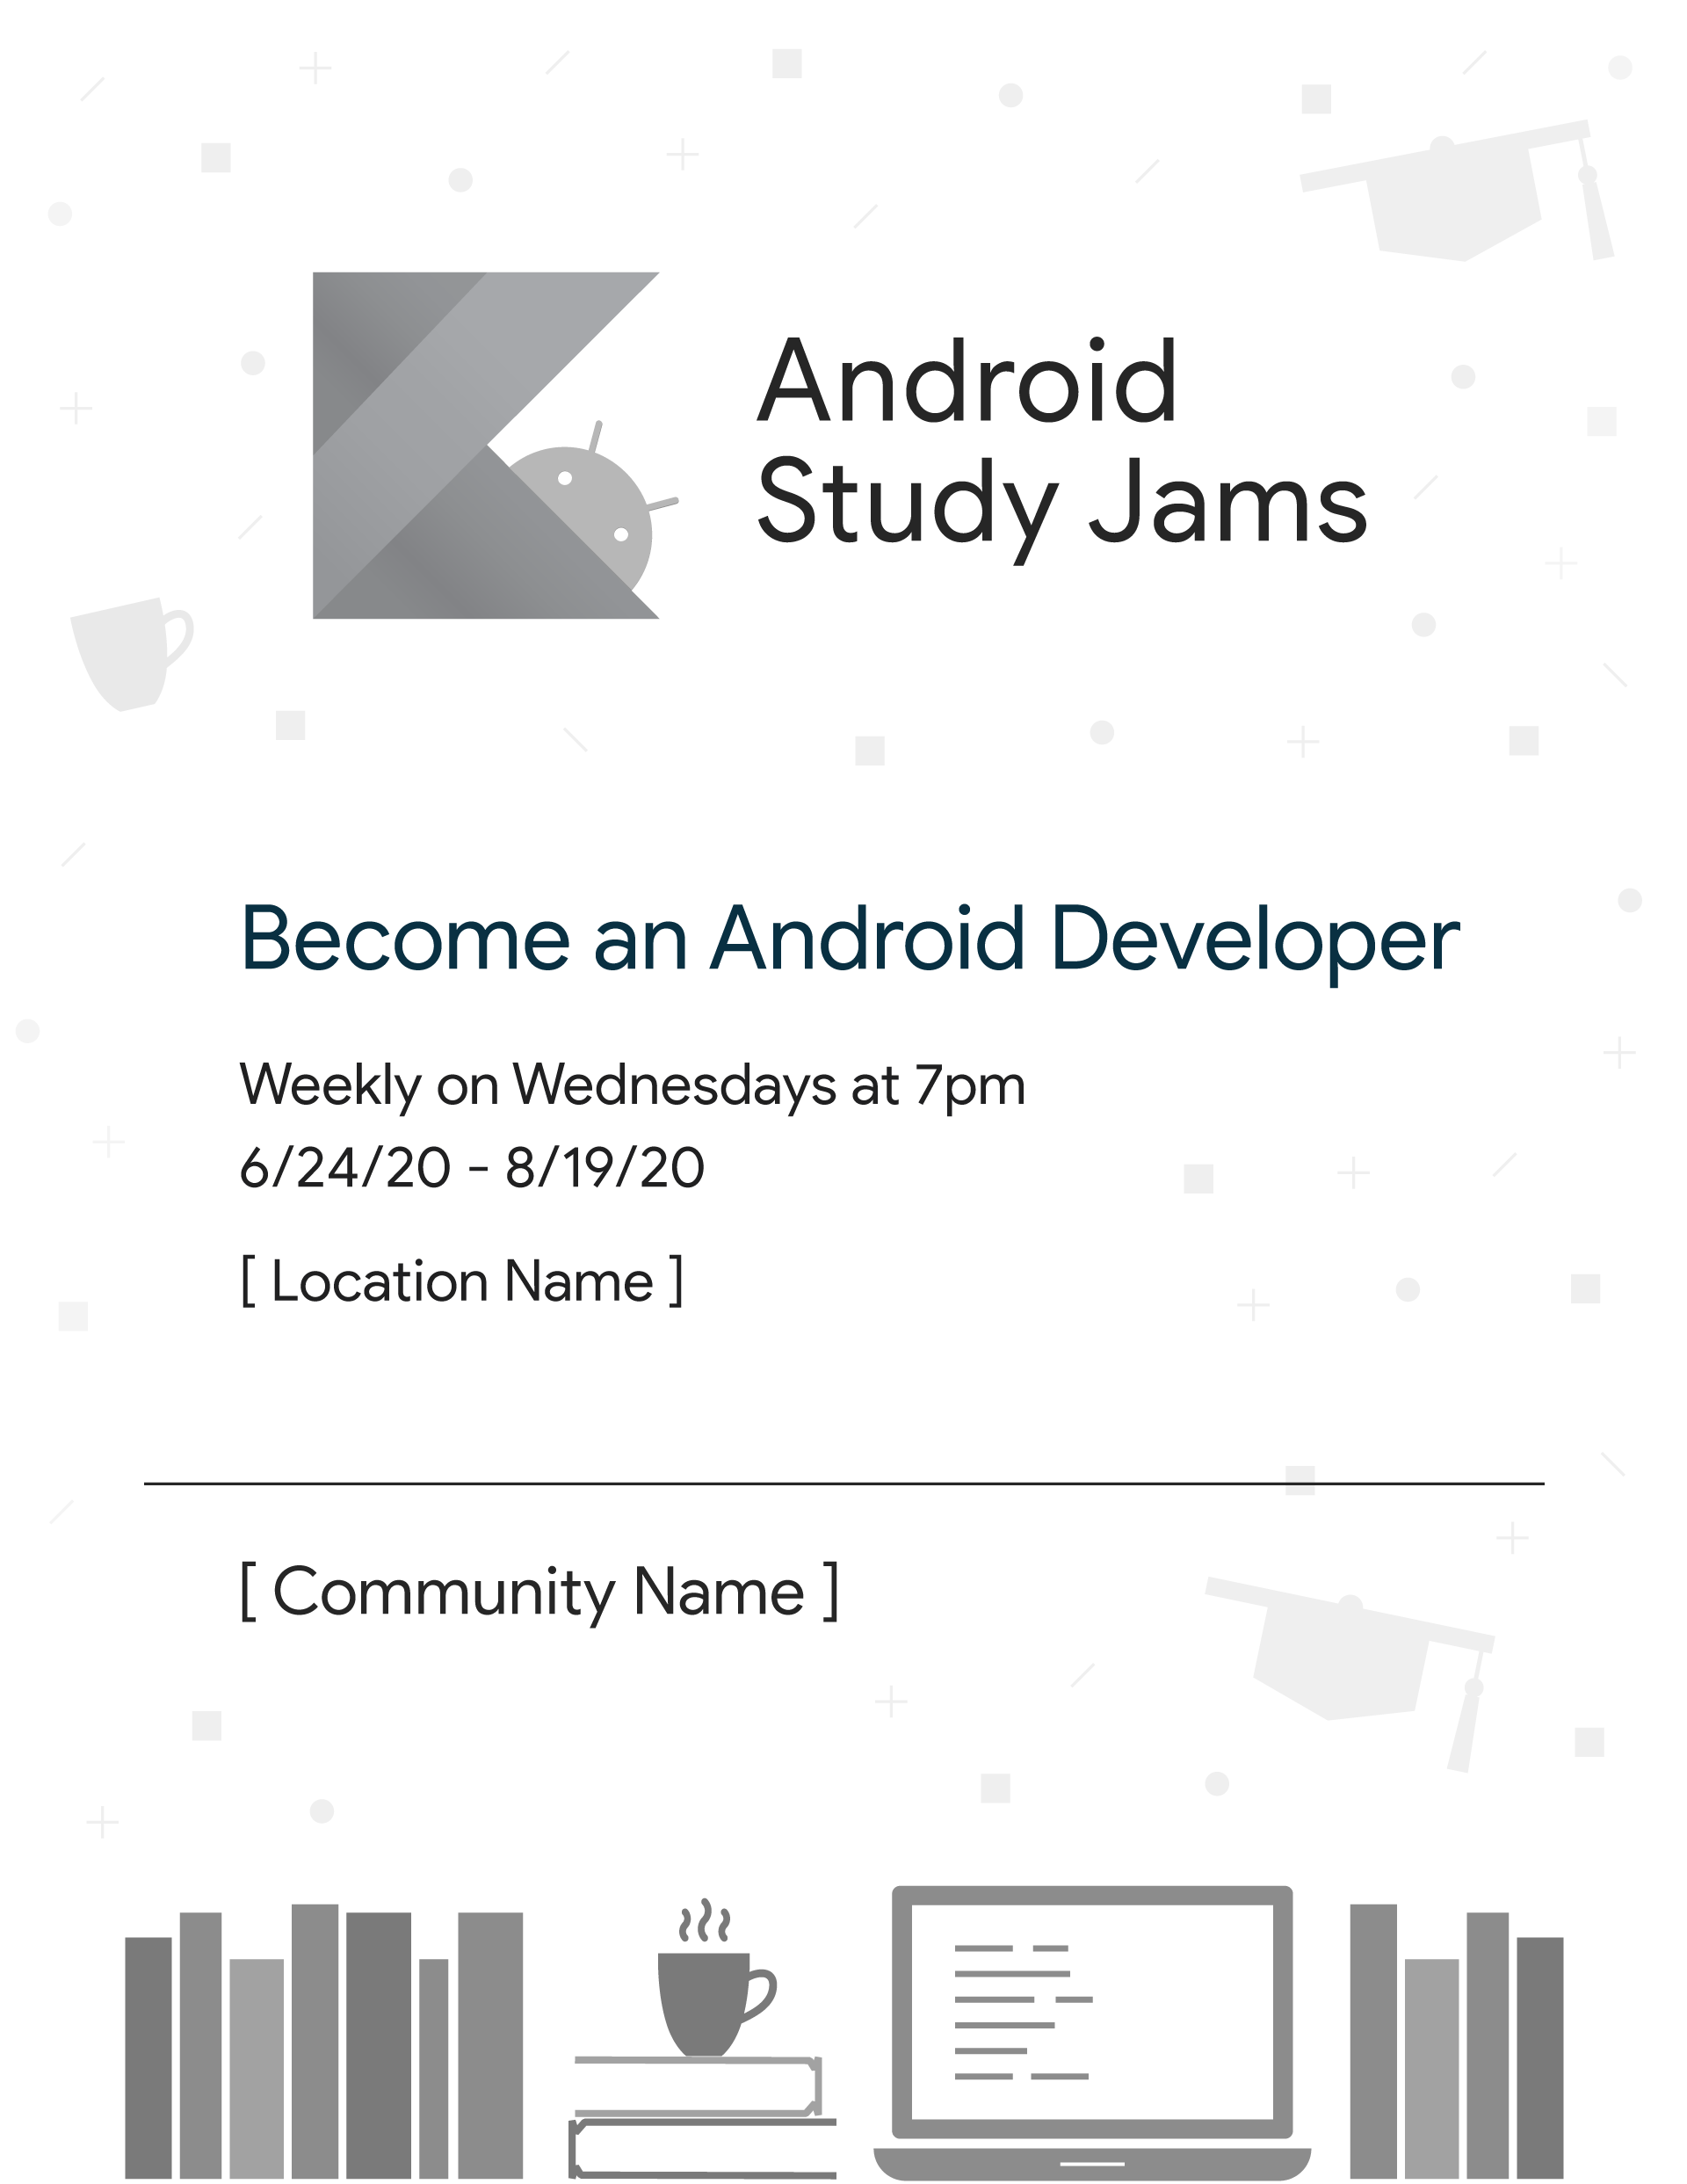 Android
Study Jams
Become an Android Developer
Weekly on Wednesdays at 7pm
6/24/20 - 8/19/20
[ Location Name ]
[ Community Name ]